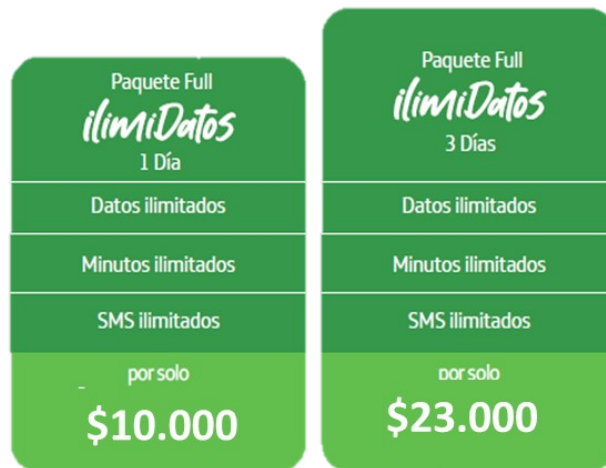 Paquete Full
ilimiDatos
1 Día
Datos ilimitados
Minutos ilimitados
SMS ilimitados
por solo
$10.000
Paquete Full
ilimiDatos
3 Días
Datos ilimitados
Minutos ilimitados
SMS ilimitados
por solo
$23.000